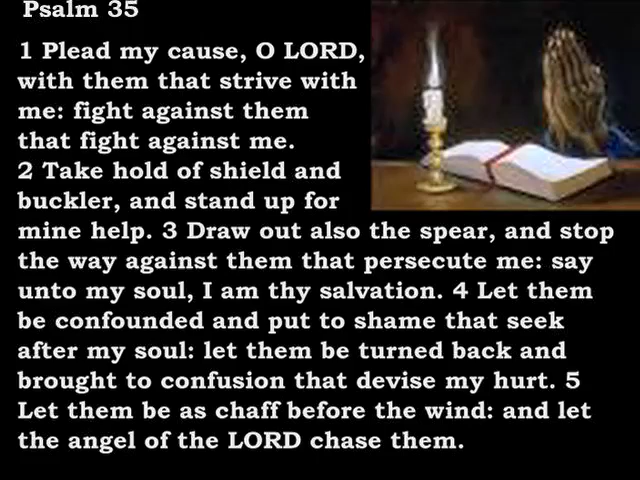 Psalm 35
1 Plead my cause, O LORD,
with them that strive with
me: fight against them
that fight against me.
2 Take hold of shield and
buckler, and stand up for
mine help. 3 Draw out also the spear, and stop
the way against them that persecute me: say
unto my soul, I am thy salvation. 4 Let them
be confounded and put to shame that seek
after my soul: let them be turned back and
brought to confusion that devise my hurt. 5
Let them be as chaff before the wind: and let
the angel of the LORD chase them.